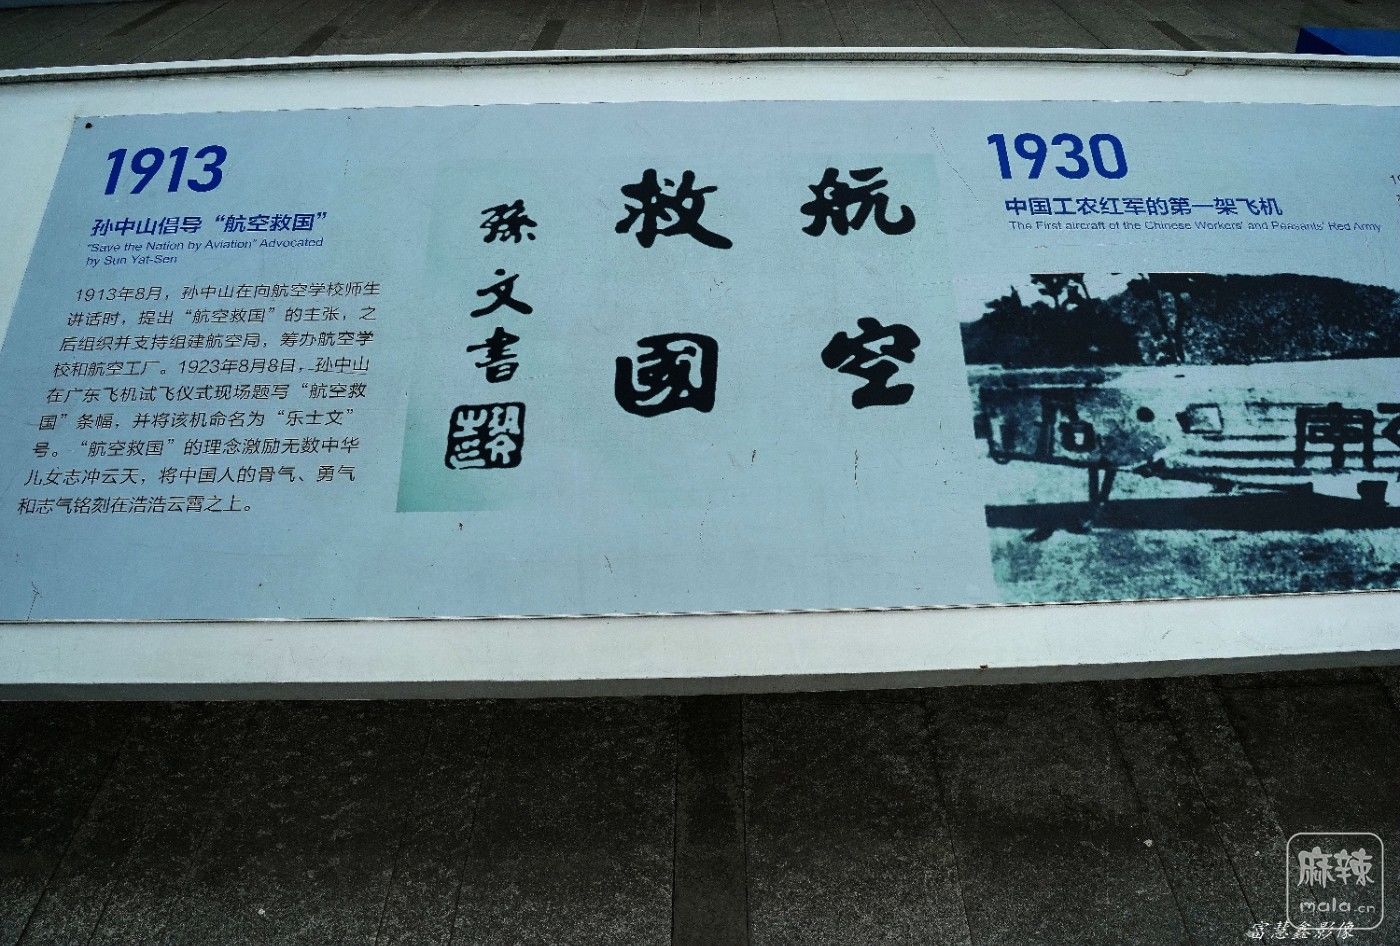 1913
孙中山倡导“航空救国”
"Save the Nation by Aviation" Advocated
by Sun Yat-Sen
1913年8月，孙中山在向航空学校师生
讲话时，提出“航空救国”的主张，之
后组织并支持组建航空局，筹办航空学
校和航空工厂。1923年8月8日，孙中山
在广东飞机试飞仪式现场题写“航空救
国”条幅，并将该机命名为“乐士文”
号。“航空救国”的理念激励无数中华
儿女志冲云天，将中国人的骨气、勇气
和志气铭刻在浩浩云霄之上。
航空
救國
孫文書
1930
中国工农红军的第一架飞机
The First aircraft of the Chinese Workers' and Peasants' Red Army
麻辣
mala.cn
富慧鑫影像